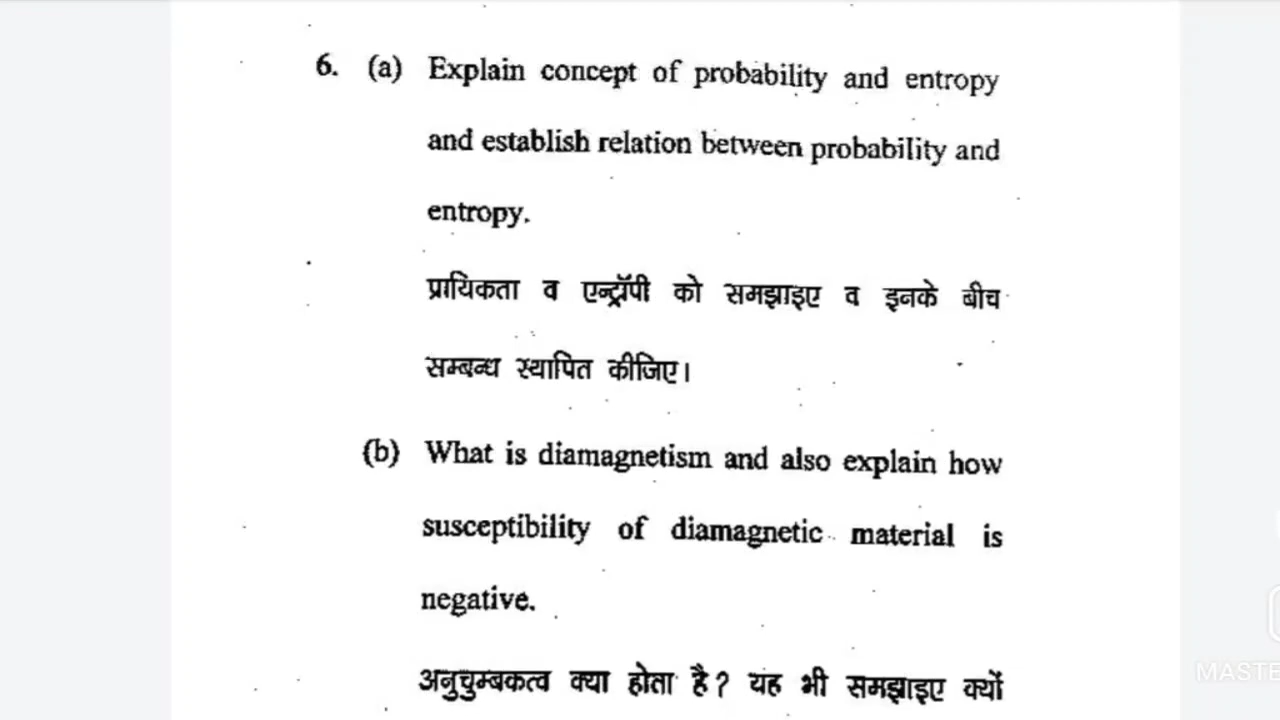 6. (a) Explain concept of probability and entropy
and establish relation between probability and
entropy.
प्रायिकता व एन्ट्रॉपी को समझाइए व इनके बीच
सम्बन्ध स्थापित कीजिए।
(b) What is diamagnetism and also explain how
susceptibility of diamagnetic material is
negative.
अनुचुम्बकत्व क्या होता है? यह भी समझाइए क्यों
MASTE